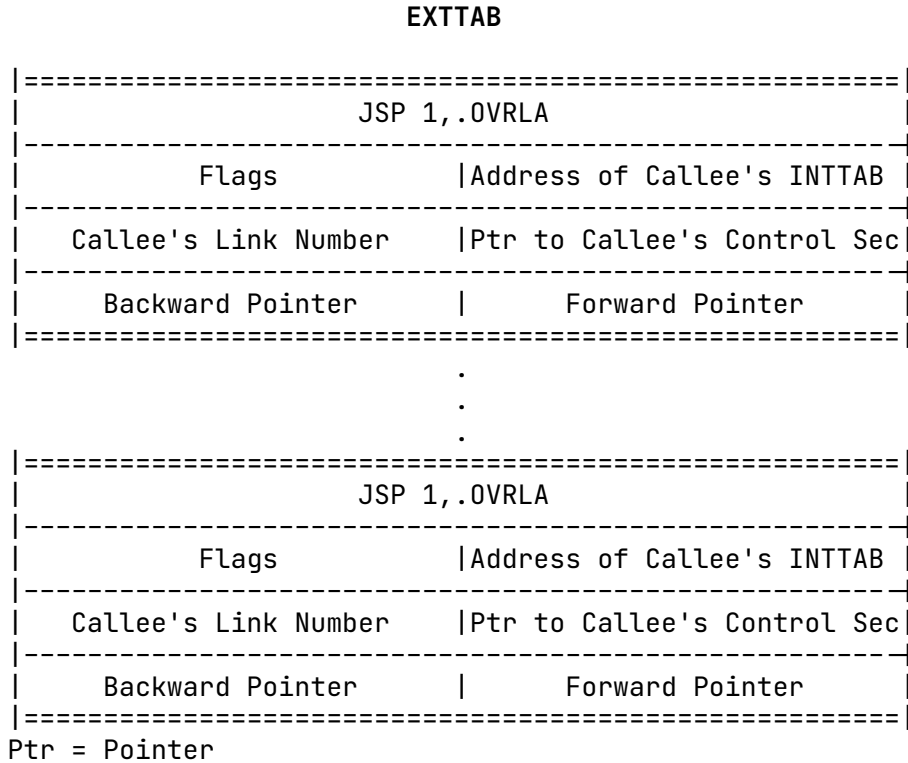 EXTTAB
|=======================================================|
|                    JSP 1,.OVRLA                       |
|-------------------------------------------------------|
|           Flags           |Address of Callee's INTTAB |
|-------------------------------------------------------|
|   Callee's Link Number    |Ptr to Callee's Control Sec|
|-------------------------------------------------------|
|     Backward Pointer      |      Forward Pointer      |
|=======================================================|
.
.
.
|=======================================================|
|                    JSP 1,.OVRLA                       |
|-------------------------------------------------------|
|           Flags           |Address of Callee's INTTAB |
|-------------------------------------------------------|
|   Callee's Link Number    |Ptr to Callee's Control Sec|
|-------------------------------------------------------|
|     Backward Pointer      |      Forward Pointer      |
|=======================================================|
Ptr = Pointer